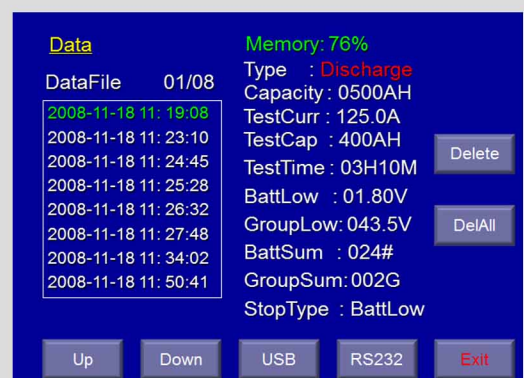 Data
DataFile 01/08
2008-11-18 11: 19:08
2008-11-18 11: 23:10
2008-11-18 11: 24:45
2008-11-18 11: 25:28
2008-11-18 11: 26:32
2008-11-18 11: 27:48
2008-11-18 11: 34:02
2008-11-18 11: 50:41
Memory: 76%
Type : Discharge
Capacity : 0500AH
TestCurr : 125.0A
TestCap : 400AH
TestTime : 03H10M
BattLow : 01.80V
GroupLow: 043.5V
BattSum : 024#
GroupSum: 002G
StopType : BattLow
Delete
DelAll
Up Down USB RS232 Exit